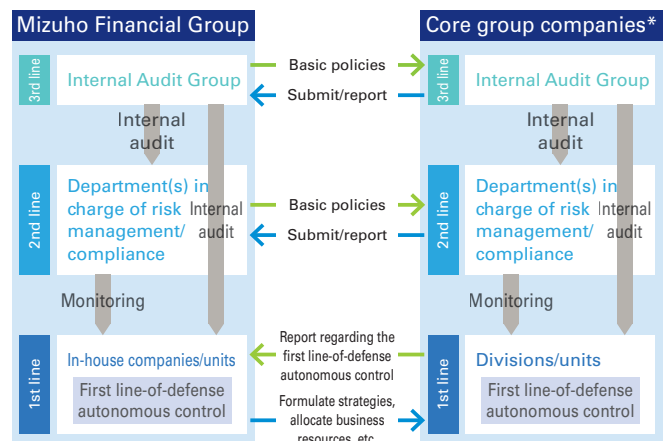 Mizuho Financial Group
3rd line
Internal Audit Group
Internal
audit
2nd line
Department(s) in
charge of risk
management/
compliance
Internal
audit
Monitoring
1st line
In-house companies/units
First line-of-defense
autonomous control
Basic policies
Submit/report
Basic policies
Submit/report
Report regarding the
first line-of-defense
autonomous control
Formulate strategies,
allocate business
resources, etc.
Core group companies*
3rd line
Internal Audit Group
Internal
audit
2nd line
Department(s) in
charge of risk
management/
compliance
Internal
audit
Monitoring
1st line
Divisions/units
First line-of-defense
autonomous control